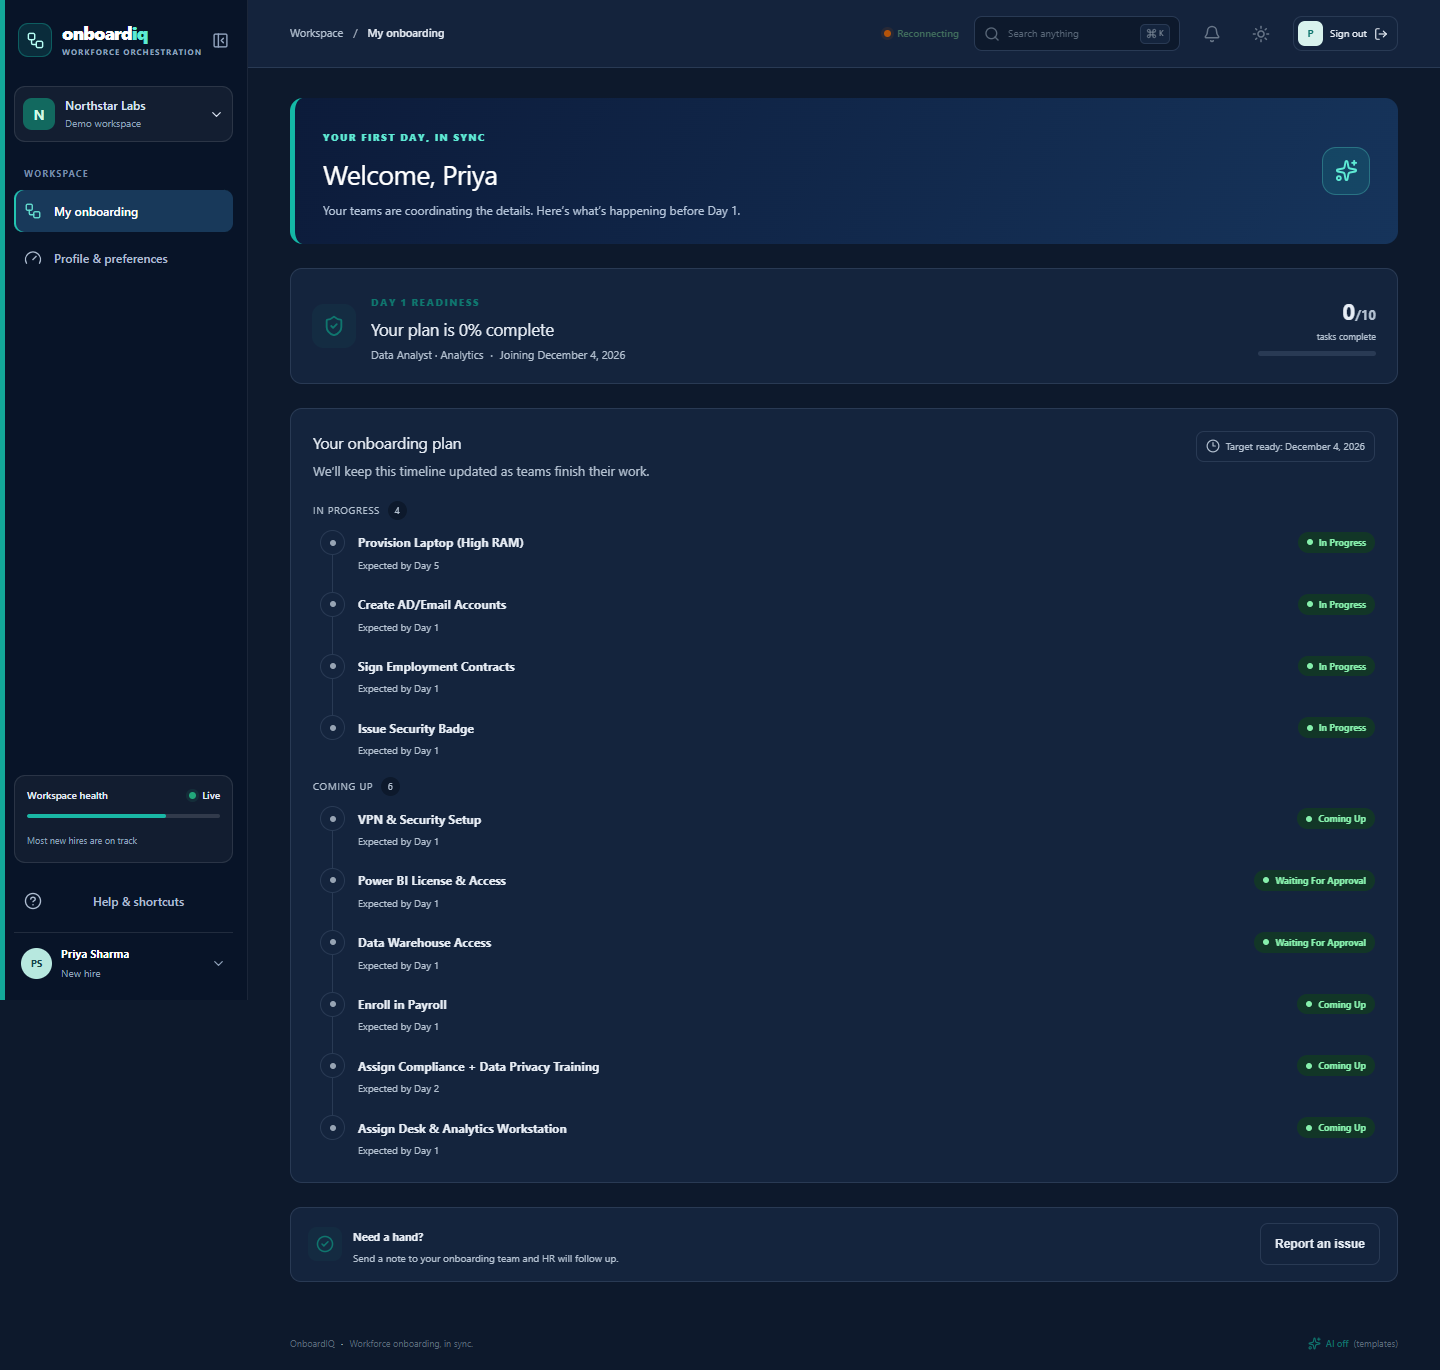 onboardiq
WORKFORCE ORCHESTRATION
N
Northstar Labs
Demo workspace
WORKSPACE
My onboarding
Profile & preferences
Workspace health
Live
Most new hires are on track
Help & shortcuts
PS
Priya Sharma
New hire
Workspace / My onboarding
Reconnecting
Search anything
⌘ K
P
Sign out
YOUR FIRST DAY, IN SYNC
Welcome, Priya
Your teams are coordinating the details. Here's what's happening before Day 1.
DAY 1 READINESS
Your plan is 0% complete
Data Analyst · Analytics · Joining December 4, 2026
0/10
tasks complete
Your onboarding plan
We'll keep this timeline updated as teams finish their work.
Target ready: December 4, 2026
IN PROGRESS 4
Provision Laptop (High RAM)
Expected by Day 5
In Progress
Create AD/Email Accounts
Expected by Day 1
In Progress
Sign Employment Contracts
Expected by Day 1
In Progress
Issue Security Badge
Expected by Day 1
In Progress
COMING UP 6
VPN & Security Setup
Expected by Day 1
Coming Up
Power BI License & Access
Expected by Day 1
Waiting For Approval
Data Warehouse Access
Expected by Day 1
Waiting For Approval
Enroll in Payroll
Expected by Day 1
Coming Up
Assign Compliance + Data Privacy Training
Expected by Day 2
Coming Up
Assign Desk & Analytics Workstation
Expected by Day 1
Coming Up
Need a hand?
Send a note to your onboarding team and HR will follow up.
Report an issue
OnboardIQ · Workforce onboarding, in sync.
AI off (templates)